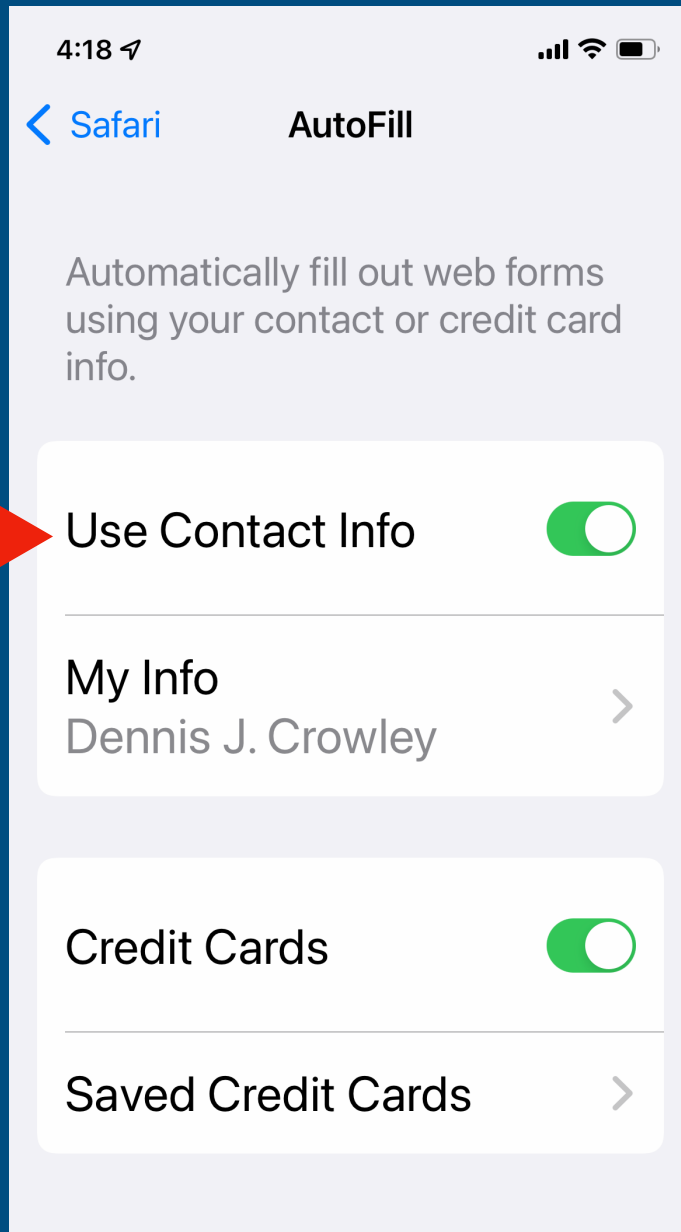 4:18
Safari
AutoFill
Automatically fill out web forms
using your contact or credit card
info.
Use Contact Info
My Info
Dennis J. Crowley
Credit Cards
Saved Credit Cards